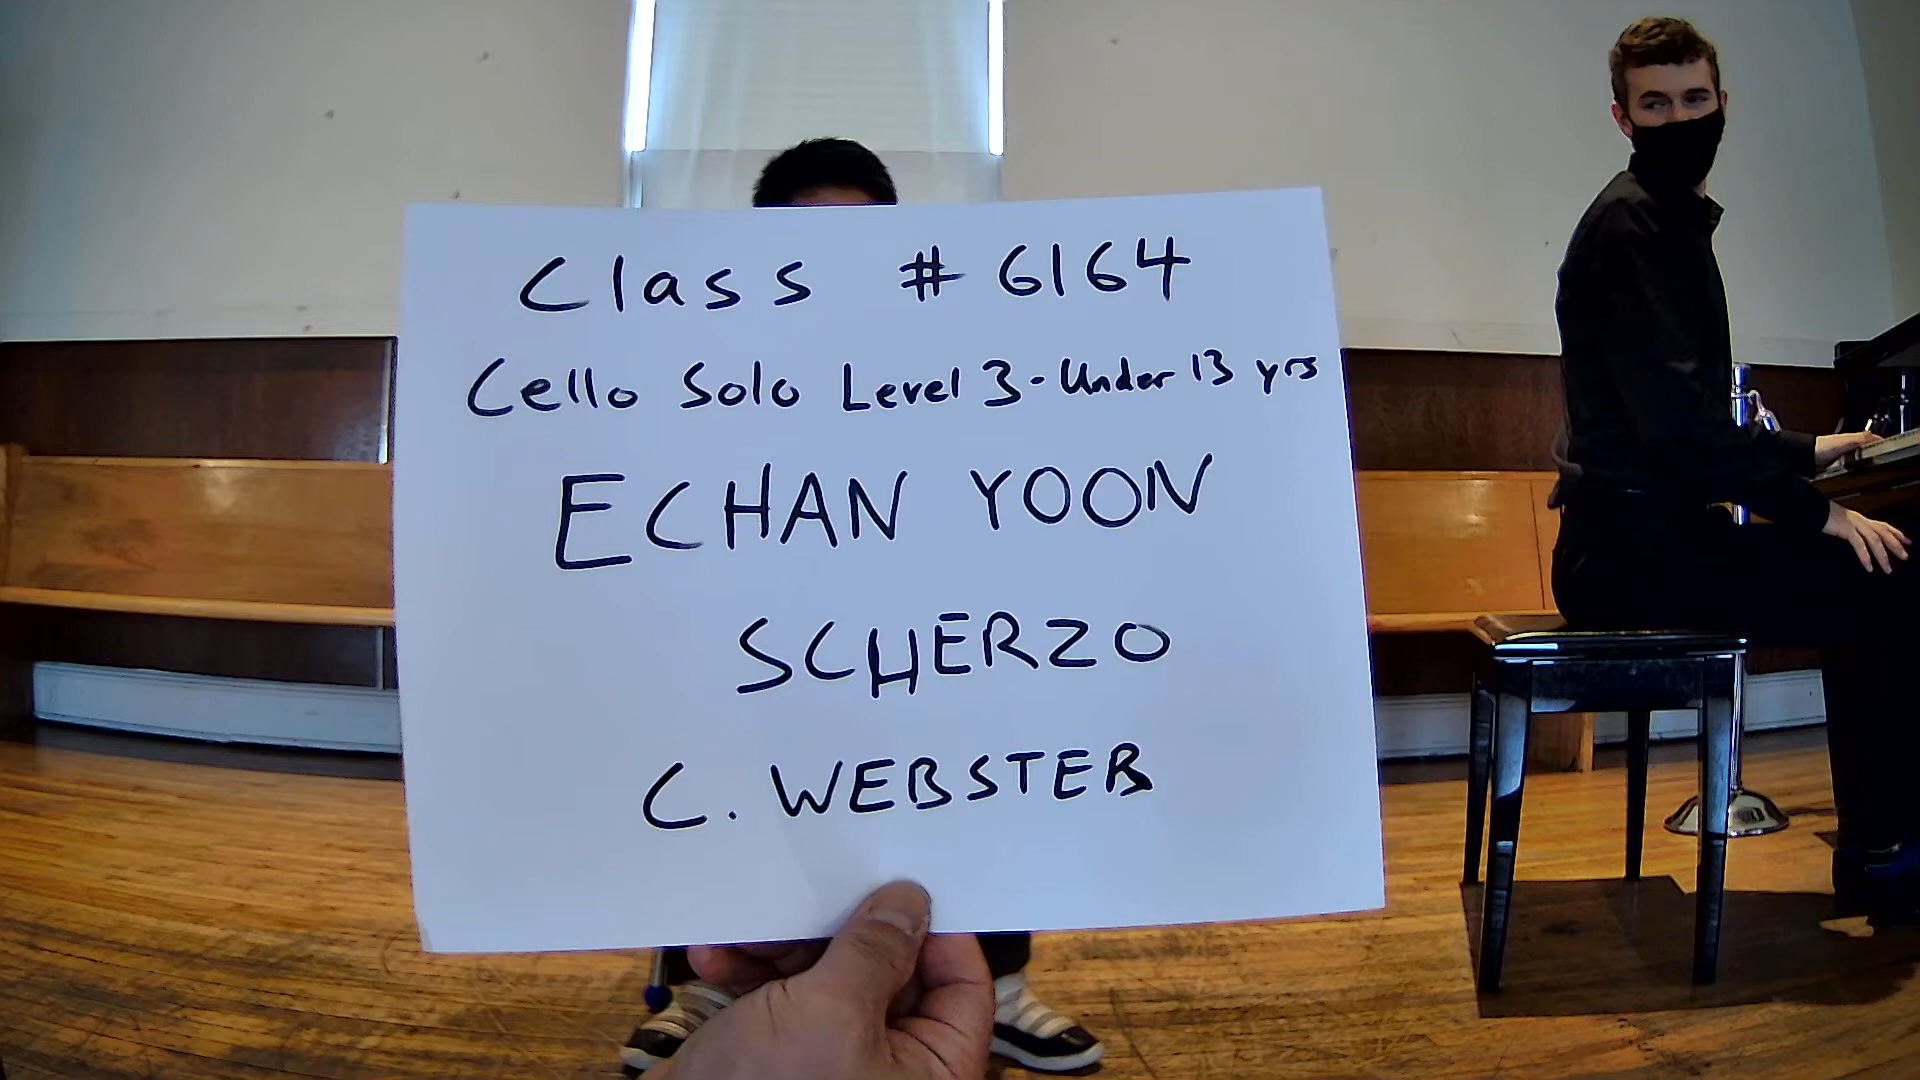 Class # 6164
Cello Solo Level 3 - Under 13 yrs
ECHAN YOON
SCHERZO
C. WEBSTER